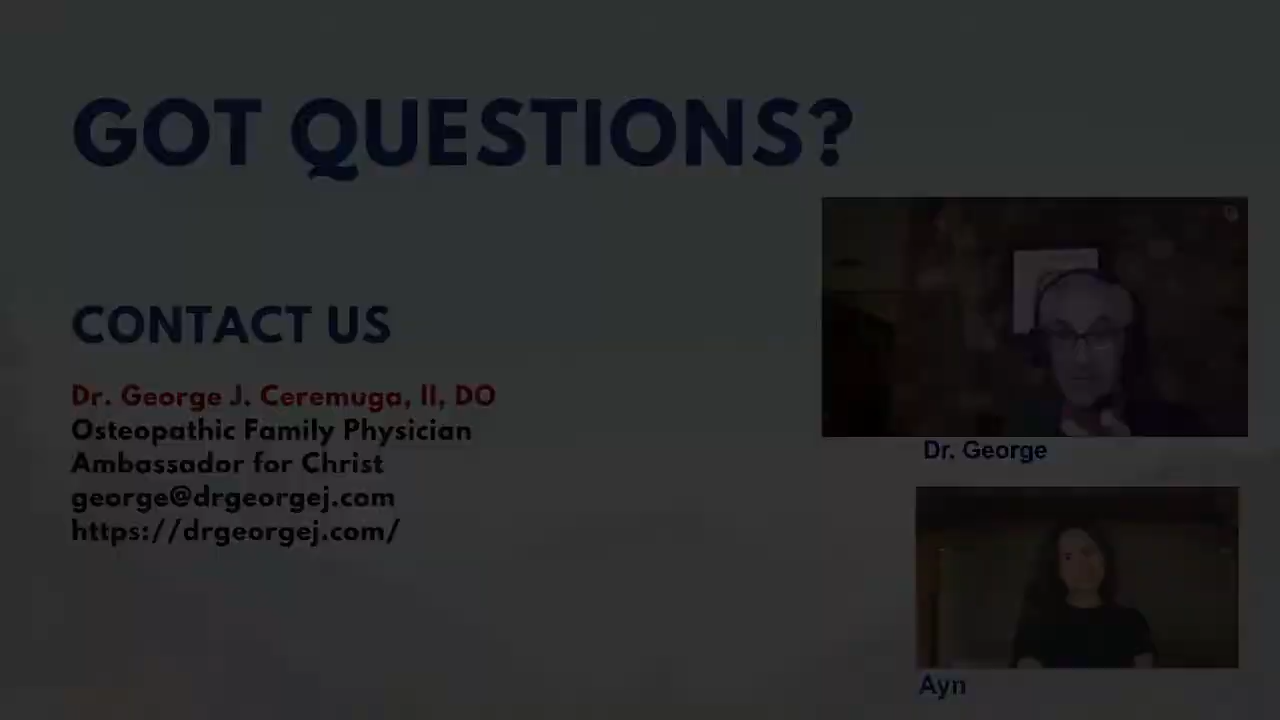 GOT QUESTIONS?
CONTACT US
Dr. George J. Ceremuga, II, DO
Osteopathic Family Physician
Ambassador for Christ
george@drgeorgej.com
https://drgeorgej.com/
Dr. George
Ayn